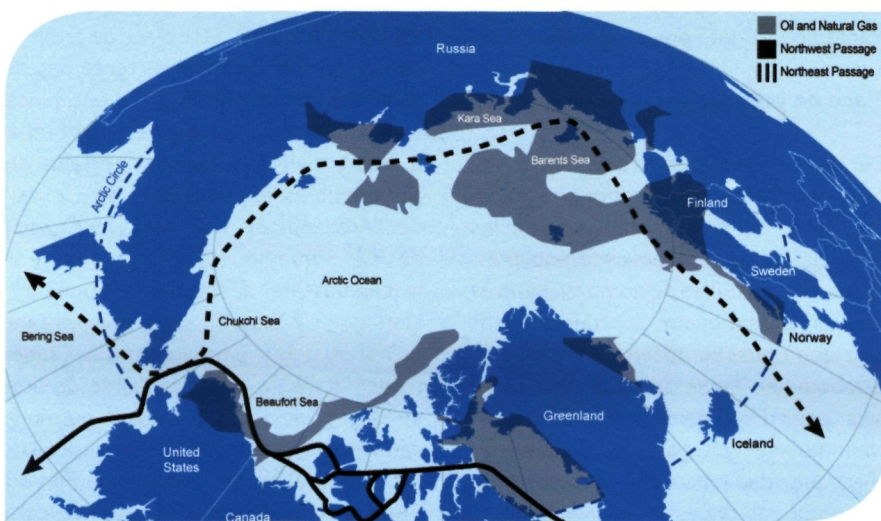 Oil and Natural Gas
Northwest Passage
Northeast Passage
Russia
Kara Sea
Barents Sea
Arctic Circle
Finland
Sweden
Arctic Ocean
Chukchi Sea
Bering Sea
Norway
Beaufort Sea
Greenland
Iceland
United
States
Canada